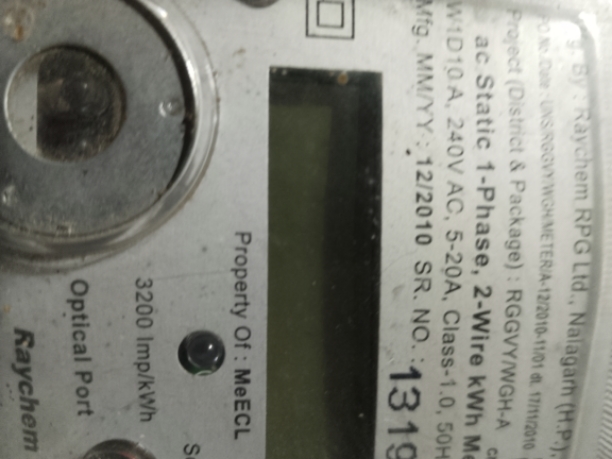 By: Raychem RPG Ltd., Nalagarh (H.P.),
Project (District & Package) : RGGVY/WGH-A
ac Static 1-Phase, 2-Wire kWh Me
W1D10 A, 240V AC, 5-20A, Class-1.0, 50H
Mfg. MM/YY : 12/2010 SR. NO. : 1319
Property Of : MeECL
3200 Imp/kWh
Optical Port
Raychem